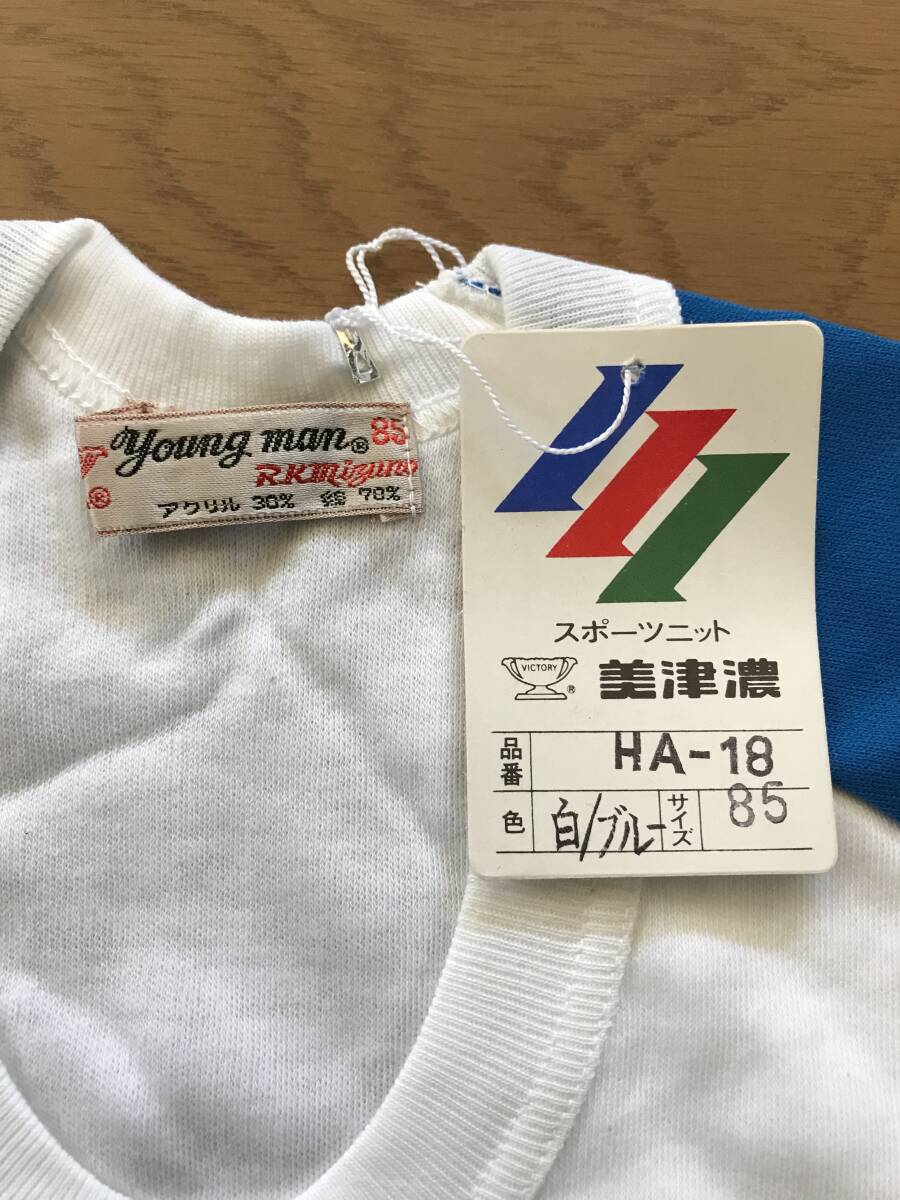 young man® 85
R.K.Mizuno
®
アクリル 30% 綿 70%
スポーツニット
VICTORY
® 美津濃
品番 HA-18
色 白/ブルー サイズ 85